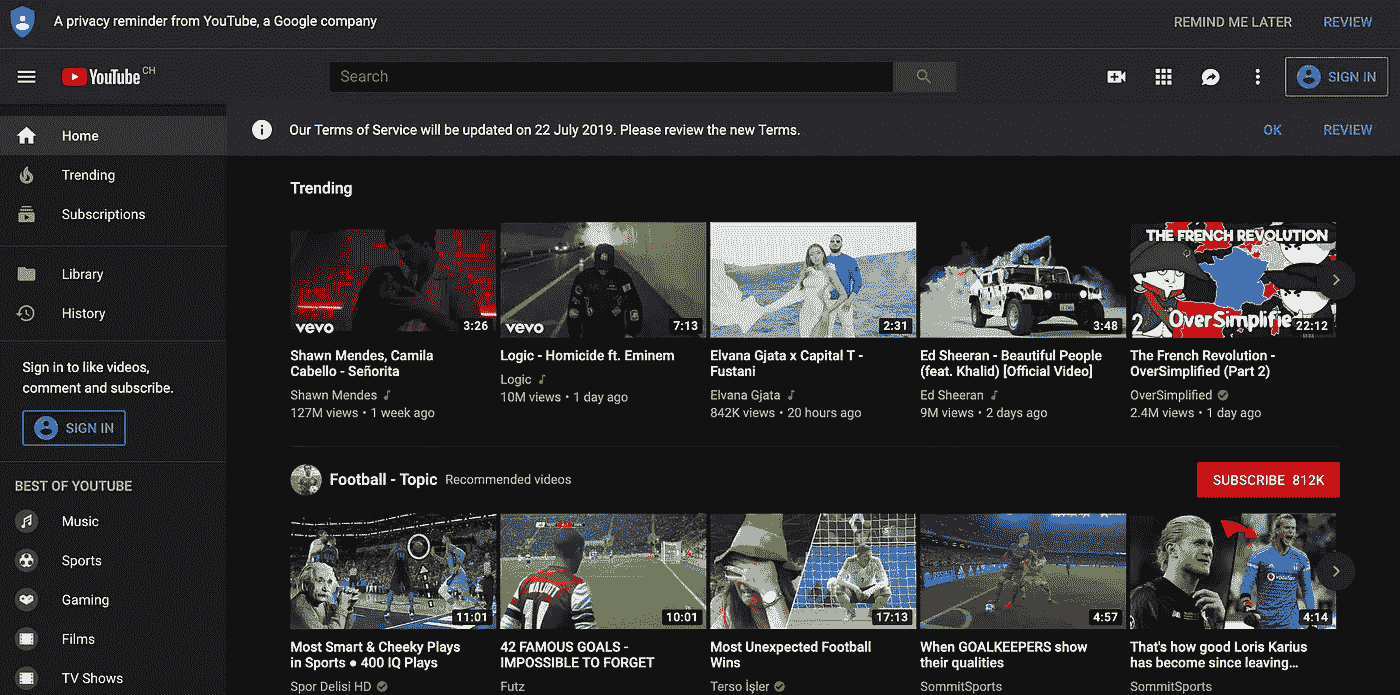 A privacy reminder from YouTube, a Google company
REMIND ME LATER
REVIEW
YouTube CH
Search
SIGN IN
Home
Trending
Subscriptions
Library
History
Sign in to like videos,
comment and subscribe.
SIGN IN
BEST OF YOUTUBE
Music
Sports
Gaming
Films
TV Shows
Our Terms of Service will be updated on 22 July 2019. Please review the new Terms.
OK
REVIEW
Trending
vevo
3:26
Shawn Mendes, Camila
Cabello - Señorita
Shawn Mendes
127M views • 1 week ago
vevo
7:13
Logic - Homicide ft. Eminem
Logic
10M views • 1 day ago
2:31
Elvana Gjata x Capital T -
Fustani
Elvana Gjata
842K views • 20 hours ago
3:48
Ed Sheeran - Beautiful People
(feat. Khalid) [Official Video]
Ed Sheeran
9M views • 2 days ago
THE FRENCH REVOLUTION
2
OverSimplifie
22:12
The French Revolution -
OverSimplified (Part 2)
OverSimplified
2.4M views • 1 day ago
Football - Topic
Recommended videos
SUBSCRIBE 812K
11:01
Most Smart & Cheeky Plays
in Sports ● 400 IQ Plays
Spor Delisi HD
11
10:01
42 FAMOUS GOALS -
IMPOSSIBLE TO FORGET
Futz
17:13
Most Unexpected Football
Wins
Terso İşler
4:57
When GOALKEEPERS show
their qualities
SommitSports
vodafone
4:14
That's how good Loris Karius
has become since leaving...
SommitSports